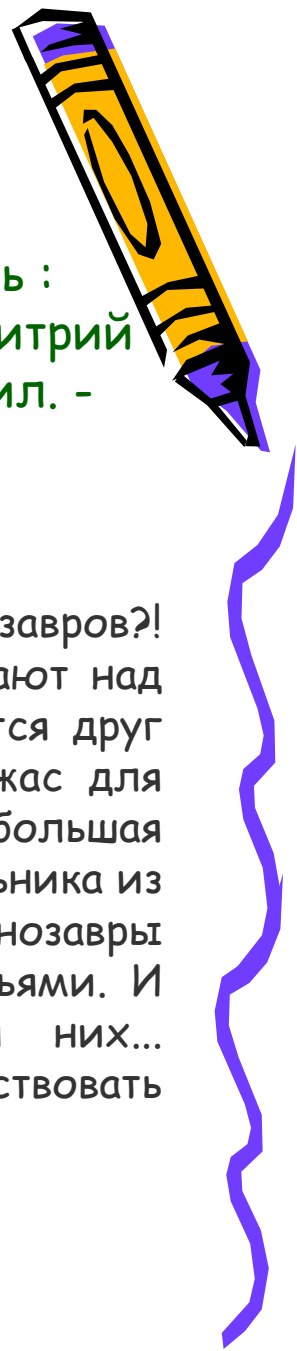 ь :
итрий
ил. -
завров?!
ают над
тся друг
жас для
большая
ьника из
нозавры
ьями. И
них...
ствовать